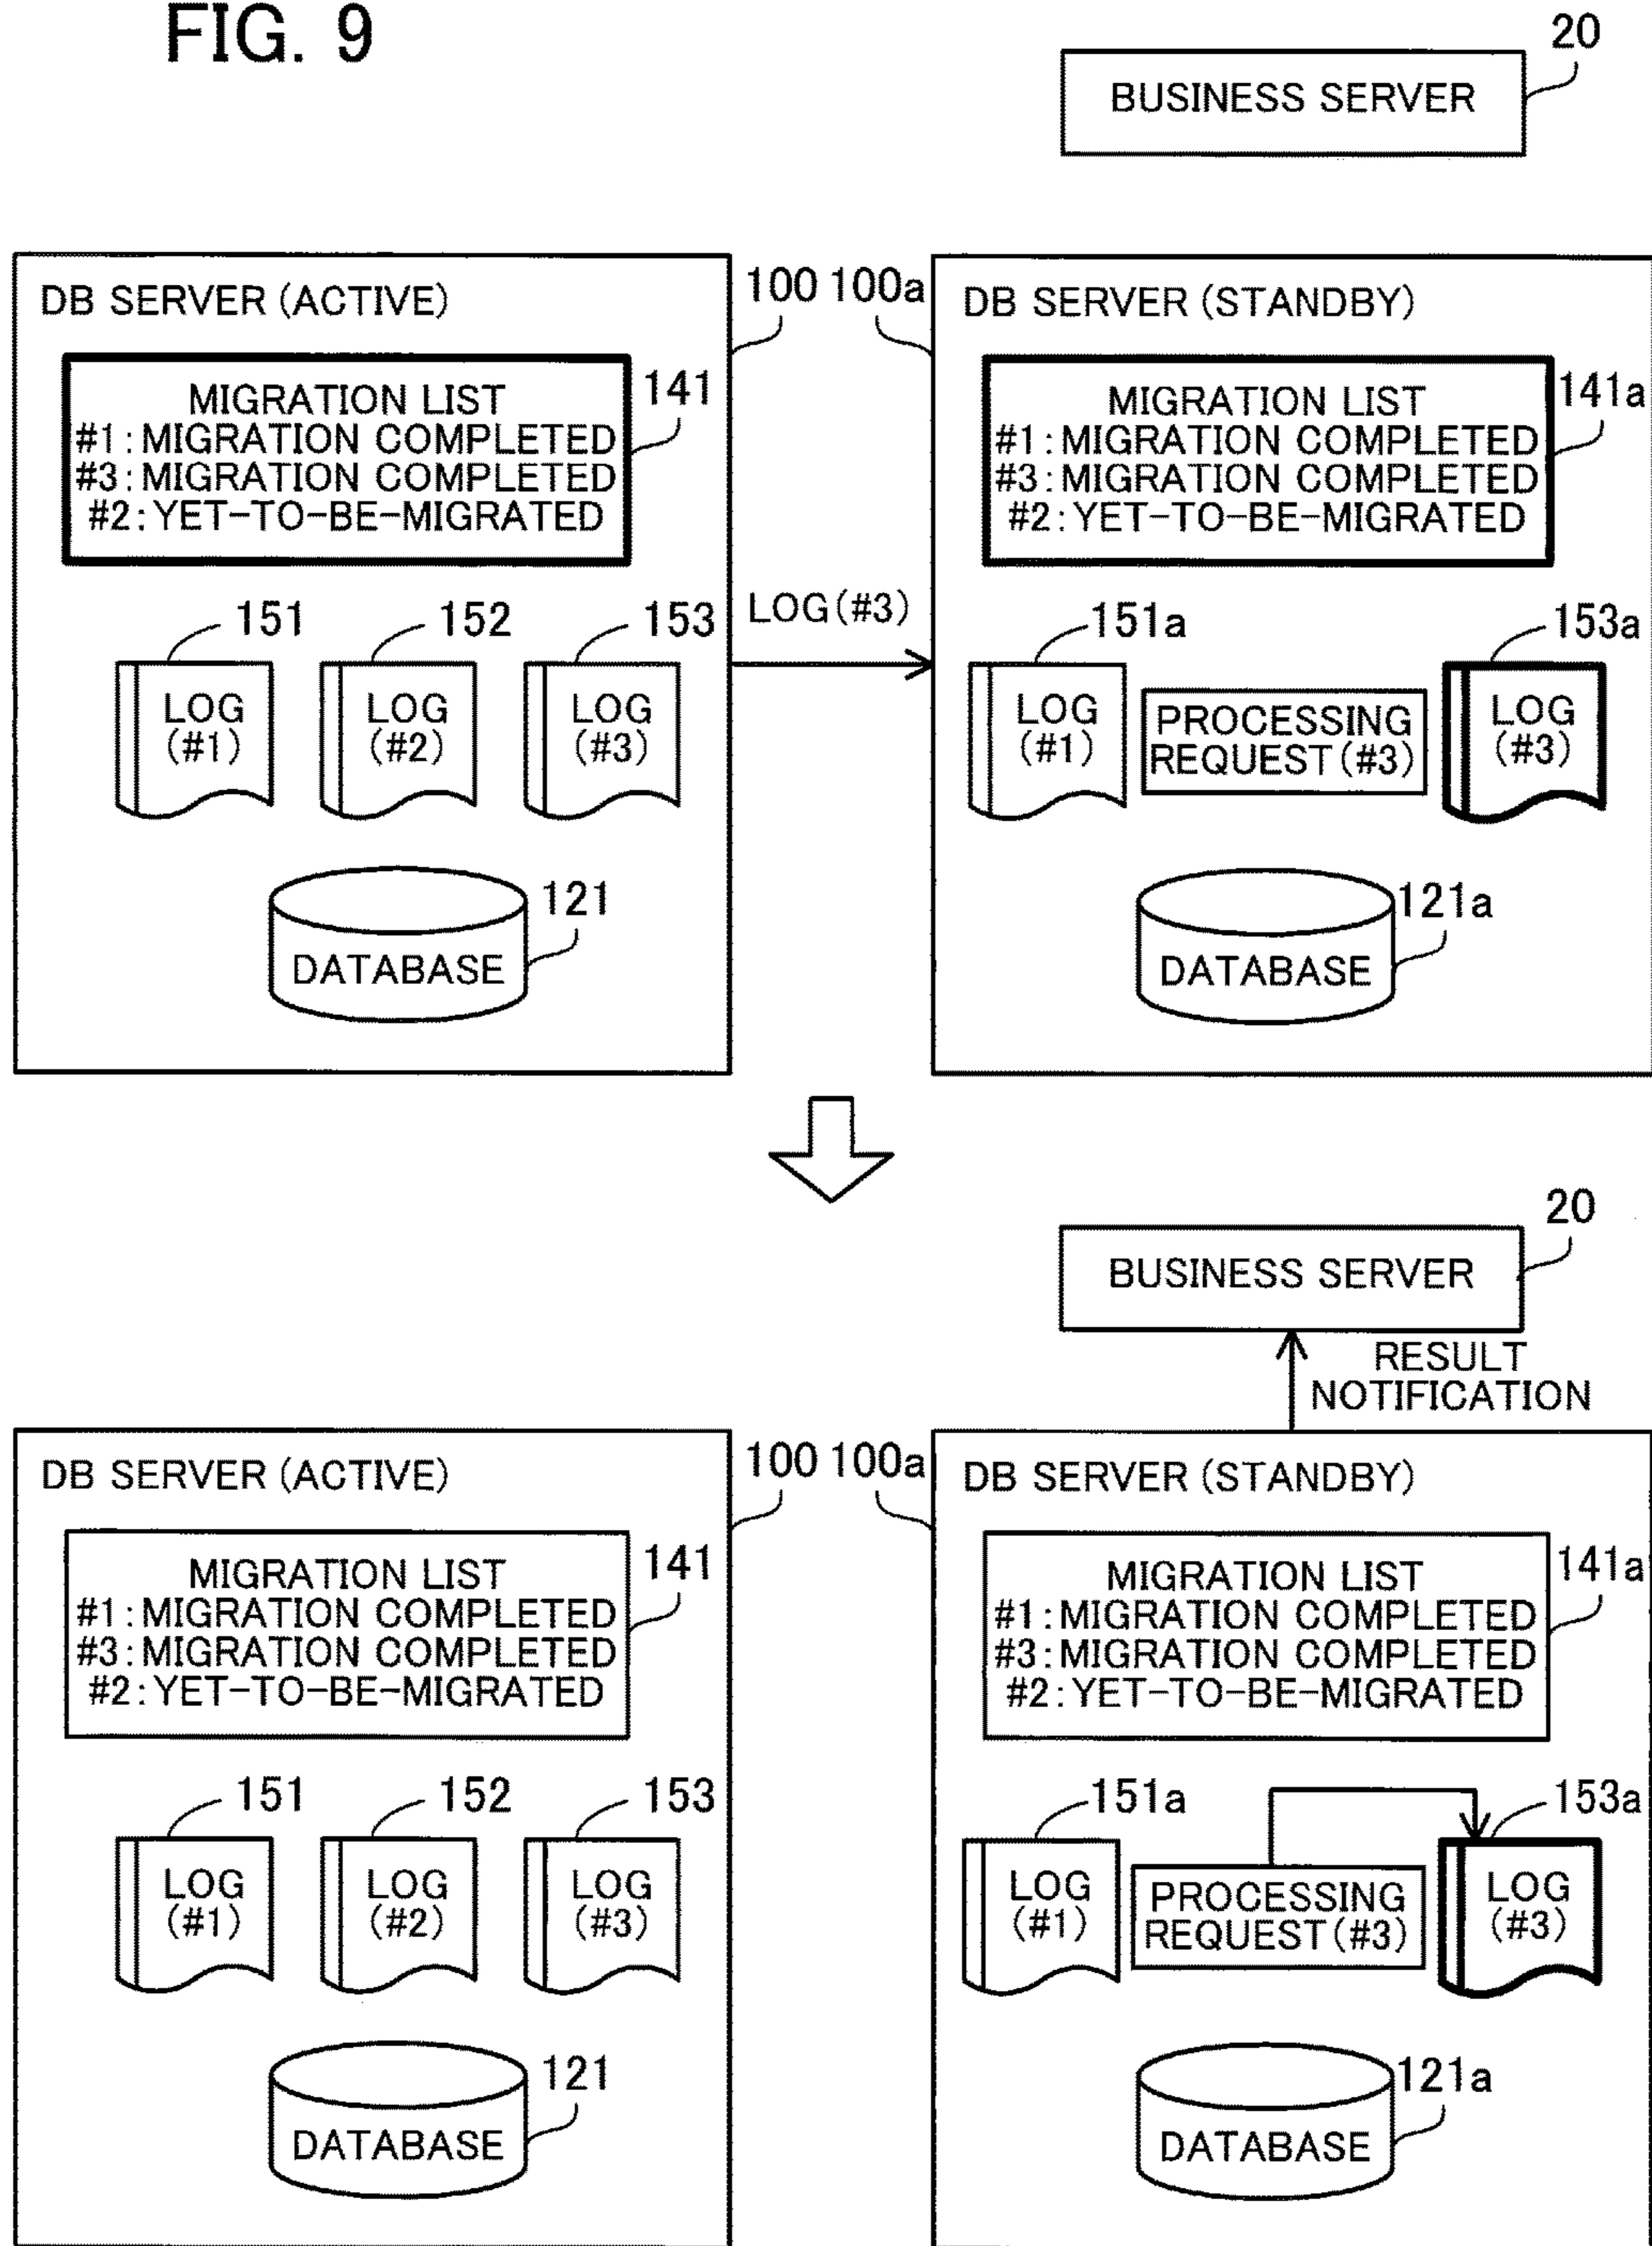 FIG. 9
20
BUSINESS SERVER
DB SERVER (ACTIVE)
100
MIGRATION LIST
#1:MIGRATION COMPLETED
#3:MIGRATION COMPLETED
#2:YET-TO-BE-MIGRATED
141
151
152
153
LOG
(#1)
LOG
(#2)
LOG
(#3)
121
DATABASE
LOG(#3)
100a
DB SERVER (STANDBY)
MIGRATION LIST
#1:MIGRATION COMPLETED
#3:MIGRATION COMPLETED
#2:YET-TO-BE-MIGRATED
141a
151a
153a
LOG
(#1)
PROCESSING
REQUEST(#3)
LOG
(#3)
121a
DATABASE
20
BUSINESS SERVER
RESULT
NOTIFICATION
DB SERVER (ACTIVE)
100
MIGRATION LIST
#1:MIGRATION COMPLETED
#3:MIGRATION COMPLETED
#2:YET-TO-BE-MIGRATED
141
151
152
153
LOG
(#1)
LOG
(#2)
LOG
(#3)
121
DATABASE
100a
DB SERVER (STANDBY)
MIGRATION LIST
#1:MIGRATION COMPLETED
#3:MIGRATION COMPLETED
#2:YET-TO-BE-MIGRATED
141a
151a
153a
LOG
(#1)
PROCESSING
REQUEST(#3)
LOG
(#3)
121a
DATABASE